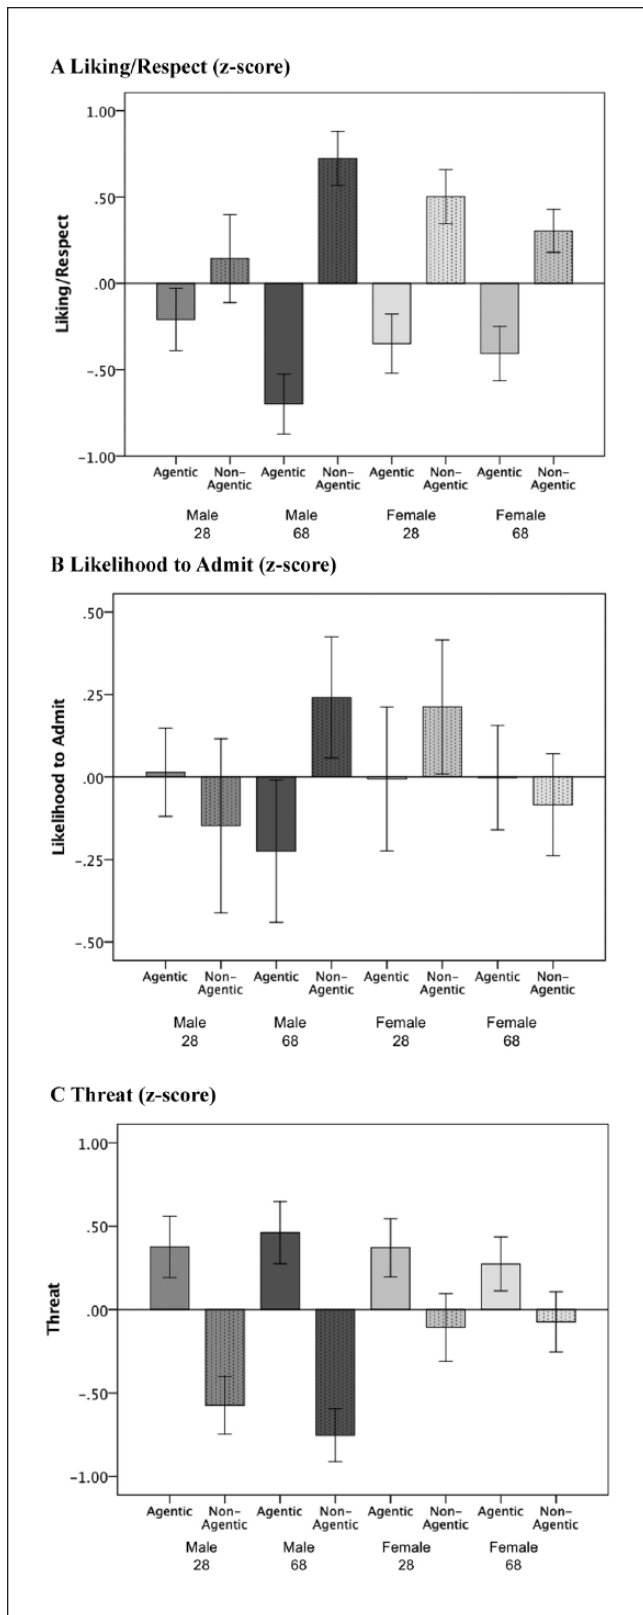 A Liking/Respect (z-score)
1.00
.50
.00
-.50
-1.00
Liking/Respect
Agentic Non- Agentic Agentic Non- Agentic Agentic Non- Agentic Agentic Non- Agentic
Male 28
Male 68
Female 28
Female 68
B Likelihood to Admit (z-score)
.50
.25
.00
-.25
-.50
Likelihood to Admit
Agentic Non- Agentic Agentic Non- Agentic Agentic Non- Agentic Agentic Non- Agentic
Male 28
Male 68
Female 28
Female 68
C Threat (z-score)
1.00
.50
.00
-.50
-1.00
Threat
Agentic Non- Agentic Agentic Non- Agentic Agentic Non- Agentic Agentic Non- Agentic
Male 28
Male 68
Female 28
Female 68